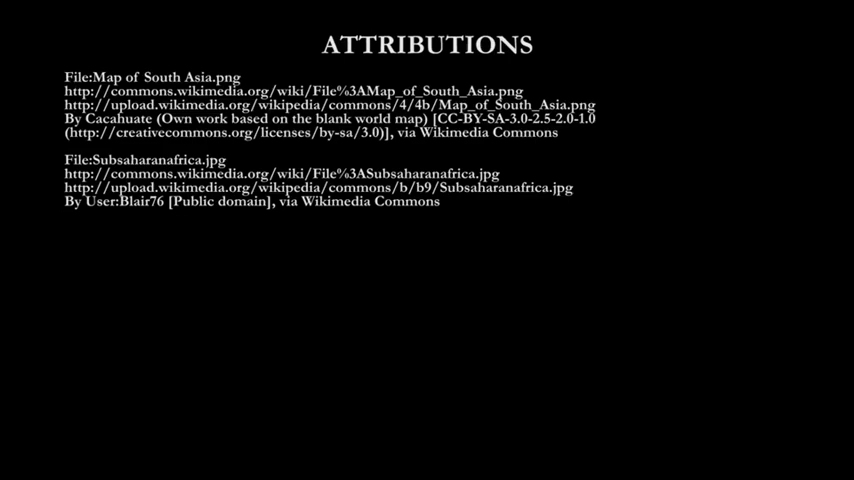 ATTRIBUTIONS
File:Map of South Asia.png
http://commons.wikimedia.org/wiki/File%3AMap_of_South_Asia.png
http://upload.wikimedia.org/wikipedia/commons/4/4b/Map_of_South_Asia.png
By Cacahuate (Own work based on the blank world map) [CC-BY-SA-3.0-2.5-2.0-1.0
(http://creativecommons.org/licenses/by-sa/3.0)], via Wikimedia Commons
File:Subsaharanafrica.jpg
http://commons.wikimedia.org/wiki/File%3ASubsaharanafrica.jpg
http://upload.wikimedia.org/wikipedia/commons/b/b9/Subsaharanafrica.jpg
By User:Blair76 [Public domain], via Wikimedia Commons